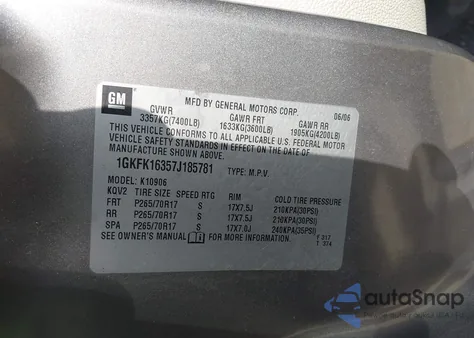 GM
MFD BY GENERAL MOTORS CORP. 06/06
GVWR GAWR FRT GAWR RR
3357KG(7400LB) 1633KG(3600LB) 1905KG(4200LB)
THIS VEHICLE CONFORMS TO ALL APPLICABLE U.S.
FEDERAL MOTOR VEHICLE SAFETY STANDARDS IN
EFFECT ON THE DATE OF MANUFACTURE SHOWN ABOVE.
1GKFK16357J185781 TYPE: M.P.V.
MODEL: K10906
KQV2 TIRE SIZE SPEED RTG RIM COLD TIRE PRESSURE
FRT P265/70R17 S 17X7.5J 210KPA(30PSI)
RR P265/70R17 S 17X7.5J 210KPA(30PSI)
SPA P265/70R17 S 17X7.0J 240KPA(35PSI)
SEE OWNER'S MANUAL FOR MORE INFORMATION.
autoSnap